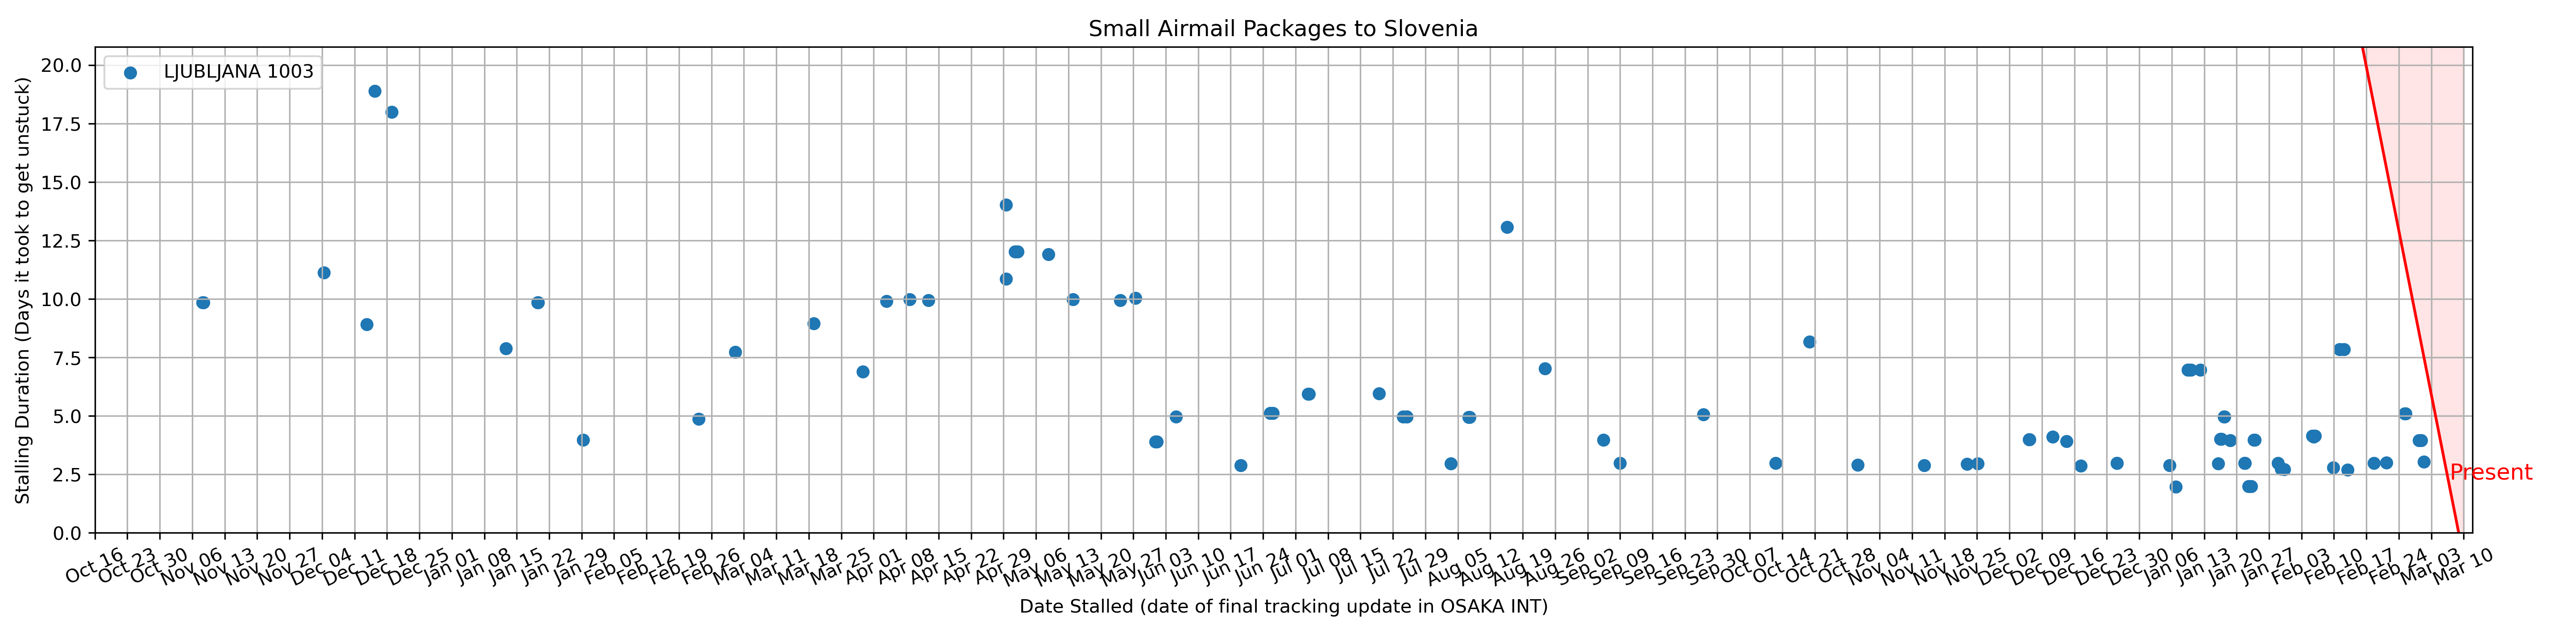 Small Airmail Packages to Slovenia
LJUBLJANA 1003
Stalling Duration (Days it took to get unstuck)
20.0
17.5
15.0
12.5
10.0
7.5
5.0
2.5
0.0
Present
Oct 16 Oct 23 Oct 30 Nov 06 Nov 13 Nov 20 Nov 27 Dec 04 Dec 11 Dec 18 Dec 25 Jan 01 Jan 08 Jan 15 Jan 22 Jan 29 Feb 05 Feb 12 Feb 19 Feb 26 Mar 04 Mar 11 Mar 18 Mar 25 Apr 01 Apr 08 Apr 15 Apr 22 Apr 29 May 06 May 13 May 20 May 27 Jun 03 Jun 10 Jun 17 Jun 24 Jul 01 Jul 08 Jul 15 Jul 22 Jul 29 Aug 05 Aug 12 Aug 19 Aug 26 Sep 02 Sep 09 Sep 16 Sep 23 Sep 30 Oct 07 Oct 14 Oct 21 Oct 28 Nov 04 Nov 11 Nov 18 Nov 25 Dec 02 Dec 09 Dec 16 Dec 23 Dec 30 Jan 06 Jan 13 Jan 20 Jan 27 Feb 03 Feb 10 Feb 17 Feb 24 Mar 03 Mar 10
Date Stalled (date of final tracking update in OSAKA INT)